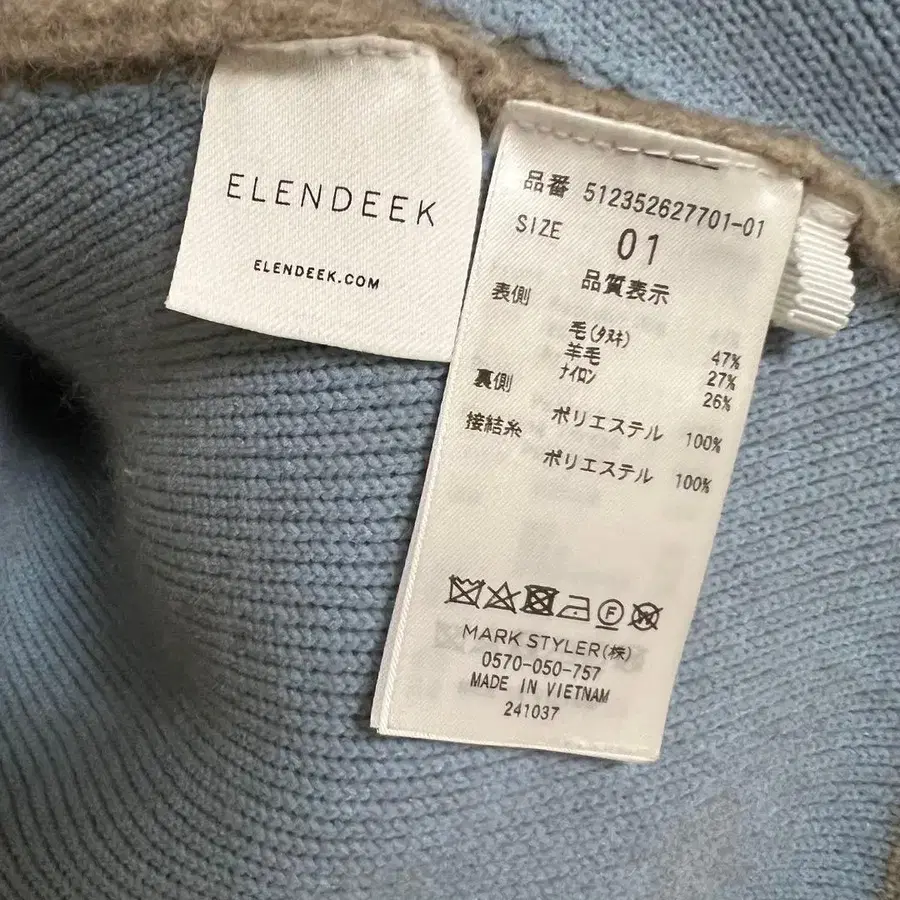 ELENDEEK
ELENDEEK.COM
品番 512352627701-01
SIZE 01
品質表示
表側
毛(タヌキ) 47%
羊毛 27%
ナイロン 26%
裏側
ポリエステル 100%
接結糸
ポリエステル 100%
F
W
MARK STYLER(株)
0570-050-757
MADE IN VIETNAM
241037